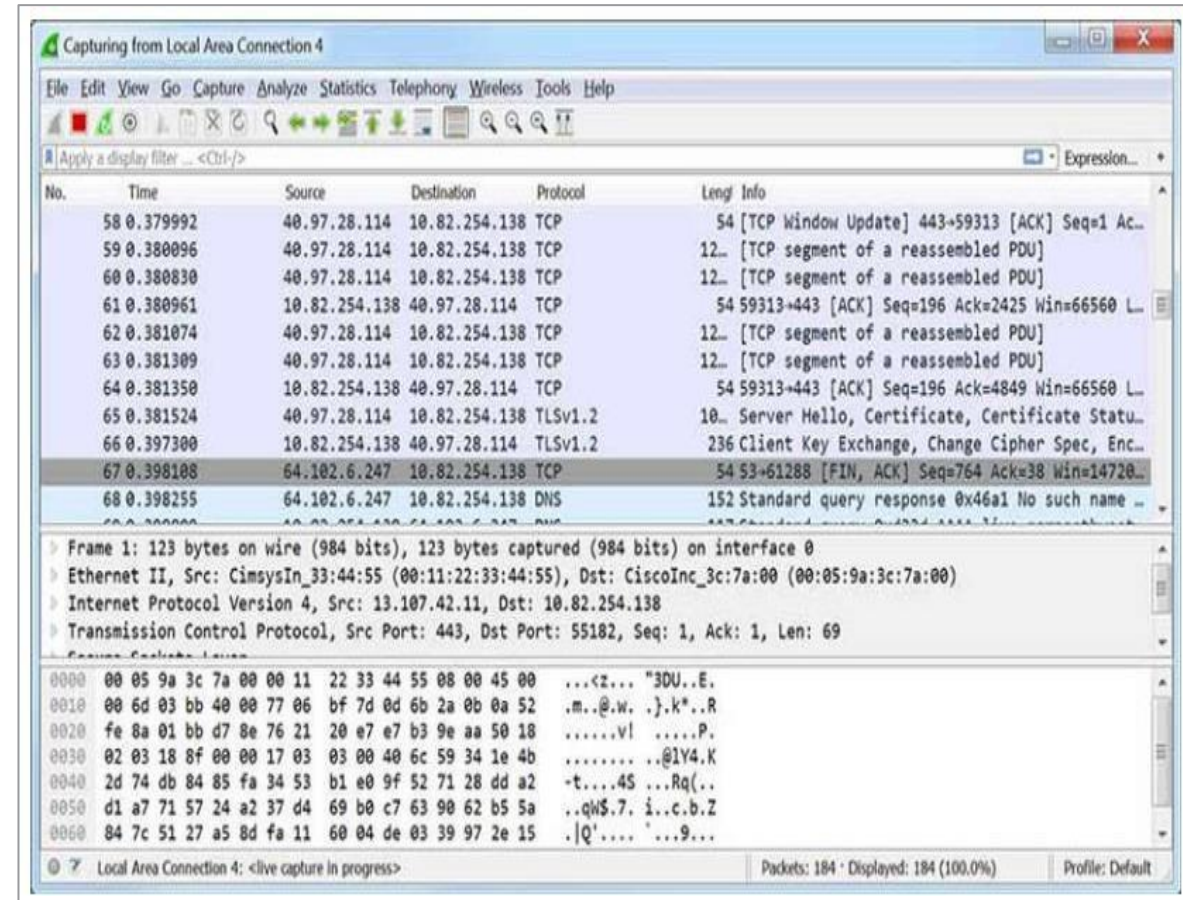 Capturing from Local Area Connection 4
File Edit View Go Capture Analyze Statistics Telephony Wireless Tools Help
Apply a display filter ... <Ctrl-/> Expression... +
No. Time Source Destination Protocol Lengt Info
58 0.379992 40.97.28.114 10.82.254.138 TCP 54 [TCP Window Update] 443→59313 [ACK] Seq=1 Ac…
59 0.380096 40.97.28.114 10.82.254.138 TCP 12… [TCP segment of a reassembled PDU]
60 0.380830 40.97.28.114 10.82.254.138 TCP 12… [TCP segment of a reassembled PDU]
61 0.380961 10.82.254.138 40.97.28.114 TCP 54 59313→443 [ACK] Seq=196 Ack=2425 Win=66560 L…
62 0.381074 40.97.28.114 10.82.254.138 TCP 12… [TCP segment of a reassembled PDU]
63 0.381309 40.97.28.114 10.82.254.138 TCP 12… [TCP segment of a reassembled PDU]
64 0.381350 10.82.254.138 40.97.28.114 TCP 54 59313→443 [ACK] Seq=196 Ack=4849 Win=66560 L…
65 0.381524 40.97.28.114 10.82.254.138 TLSv1.2 10… Server Hello, Certificate, Certificate Statu…
66 0.397300 10.82.254.138 40.97.28.114 TLSv1.2 236 Client Key Exchange, Change Cipher Spec, Enc…
67 0.398108 64.102.6.247 10.82.254.138 TCP 54 53→61288 [FIN, ACK] Seq=764 Ack=38 Win=14720…
68 0.398255 64.102.6.247 10.82.254.138 DNS 152 Standard query response 0x46a1 No such name …
Frame 1: 123 bytes on wire (984 bits), 123 bytes captured (984 bits) on interface 0
Ethernet II, Src: CimsysIn_33:44:55 (00:11:22:33:44:55), Dst: CiscoInc_3c:7a:00 (00:05:9a:3c:7a:00)
Internet Protocol Version 4, Src: 13.107.42.11, Dst: 10.82.254.138
Transmission Control Protocol, Src Port: 443, Dst Port: 55182, Seq: 1, Ack: 1, Len: 69
0000 00 05 9a 3c 7a 00 00 11 22 33 44 55 08 00 45 00 ...<z... "3DU..E.
0010 00 6d 03 bb 40 00 77 06 bf 7d 0d 6b 2a 0b 0a 52 .m..@.w. .}.k*..R
0020 fe 8a 01 bb d7 8e 76 21 20 e7 e7 b3 9e aa 50 18 ......v! .....P.
0030 02 03 18 8f 00 00 17 03 03 00 40 6c 59 34 1e 4b ........ ..@lY4.K
0040 2d 74 db 84 85 fa 34 53 b1 e0 9f 52 71 28 dd a2 -t....4S ...Rq(..
0050 d1 a7 71 57 24 a2 37 d4 69 b0 c7 63 90 62 b5 5a ..qW$.7. i..c.b.Z
0060 84 7c 51 27 a5 8d fa 11 60 04 de 03 39 97 2e 15 .|Q'.... `...9...
Local Area Connection 4: <live capture in progress> Packets: 184 · Displayed: 184 (100.0%) Profile: Default